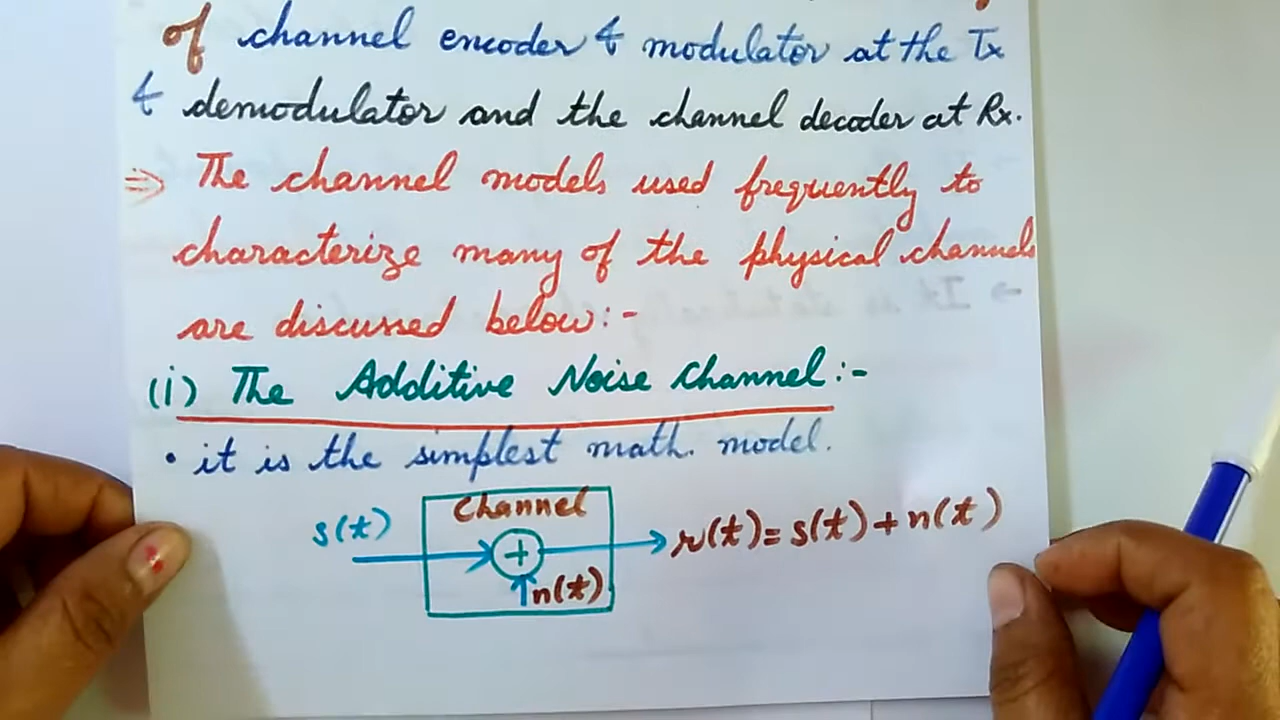 of channel encoder & modulator at the Tx
& demodulator and the channel decoder at Rx.
⇒ The channel models used frequently to
characterize many of the physical channels
are discussed below:-
(i) The Additive Noise Channel:-
• it is the simplest math. model.
Channel
s(t)
+
r(t)= s(t)+n(t)
n(t)